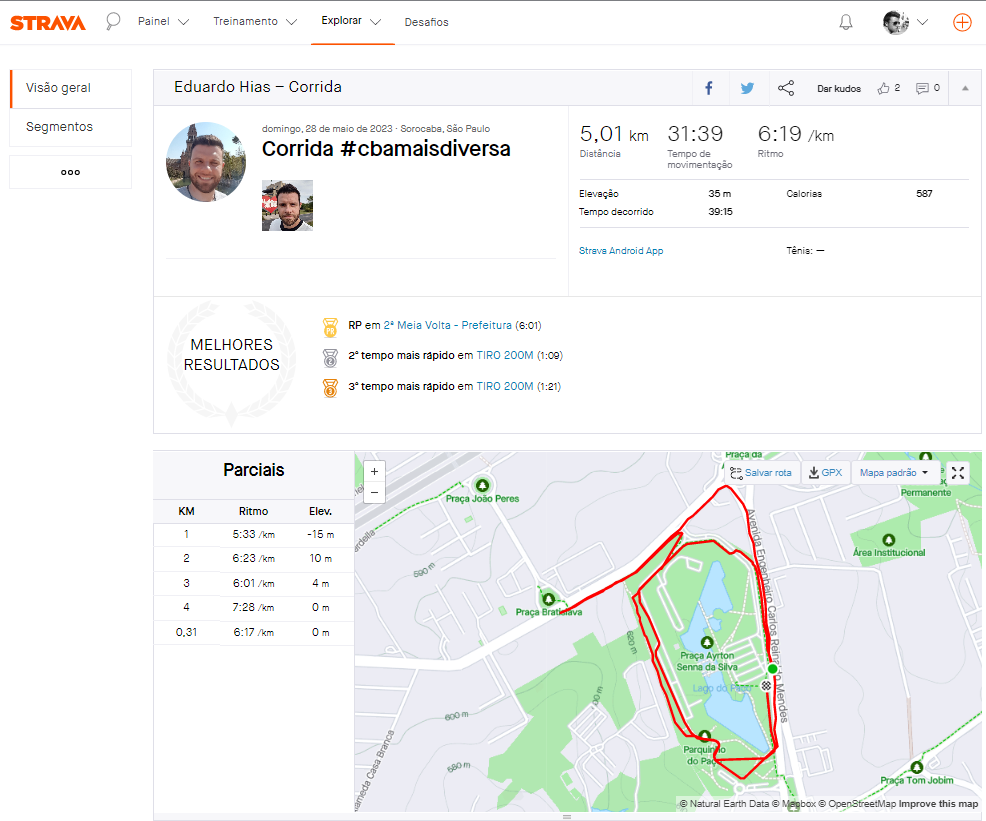 STRAVA Painel Treinamento Explorar Desafios
Visão geral
Segmentos
Eduardo Hias – Corrida
Dar kudos 2 0
domingo, 28 de maio de 2023 · Sorocaba, São Paulo
Corrida #cbamaisdiversa
5,01 km 31:39 6:19 /km
Distância Tempo de movimentação Ritmo
Elevação 35 m Calorias 587
Tempo decorrido 39:15
Strava Android App Tênis: —
MELHORES
RESULTADOS
RP em 2ª Meia Volta - Prefeitura (6:01)
2º tempo mais rápido em TIRO 200M (1:09)
3º tempo mais rápido em TIRO 200M (1:21)
Parciais
KM Ritmo Elev.
1 5:33 /km -15 m
2 6:23 /km 10 m
3 6:01 /km 4 m
4 7:28 /km 0 m
0,31 6:17 /km 0 m
+
−
Praça da
Salvar rota GPX Mapa padrão
Permanente
Praça João Peres
Área Institucional
590 m
Praça Bratislava
Avenida Engenheiro Carlos Reinaldo Mendes
620 m
Praça Ayrton
Senna da Silva
Lago do Paço
600 m
Parquinho
do Paço
580 m
Alameda Casa Branca
Praça Tom Jobim
© Natural Earth Data © Mapbox © OpenStreetMap Improve this map